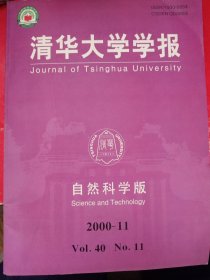 清华大学学报
Journal of Tsinghua University
自然科学版
Science and Technology
2000-11
Vol. 40 No. 11